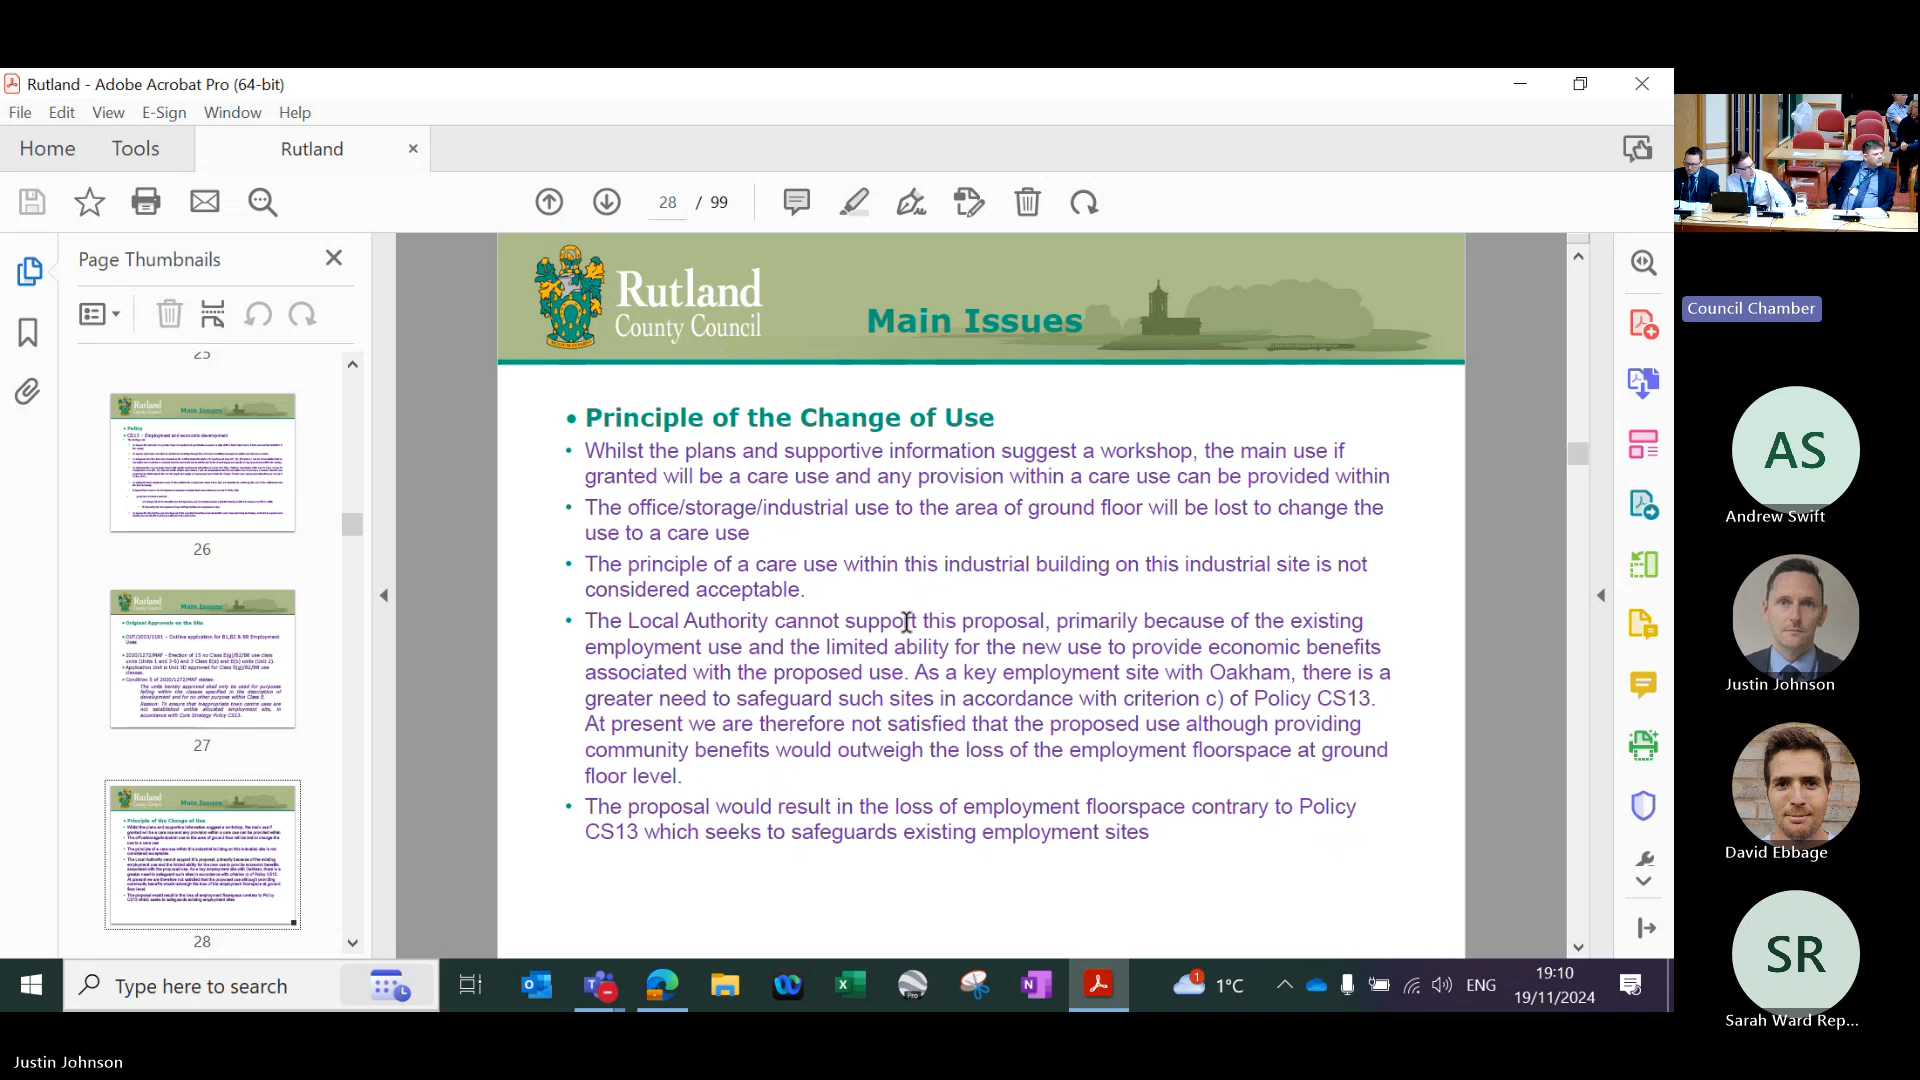 Rutland - Adobe Acrobat Pro (64-bit)
File Edit View E-Sign Window Help
Home Tools Rutland
28 / 99
Page Thumbnails
25
26
27
28
Rutland
County Council
Main Issues
• Principle of the Change of Use
• Whilst the plans and supportive information suggest a workshop, the main use if
granted will be a care use and any provision within a care use can be provided within
• The office/storage/industrial use to the area of ground floor will be lost to change the
use to a care use
• The principle of a care use within this industrial building on this industrial site is not
considered acceptable.
• The Local Authority cannot support this proposal, primarily because of the existing
employment use and the limited ability for the new use to provide economic benefits
associated with the proposed use. As a key employment site with Oakham, there is a
greater need to safeguard such sites in accordance with criterion c) of Policy CS13.
At present we are therefore not satisfied that the proposed use although providing
community benefits would outweigh the loss of the employment floorspace at ground
floor level.
• The proposal would result in the loss of employment floorspace contrary to Policy
CS13 which seeks to safeguards existing employment sites
Council Chamber
AS
Andrew Swift
Justin Johnson
David Ebbage
SR
Sarah Ward Rep...
Type here to search
1°C
ENG
19:10
19/11/2024
Justin Johnson